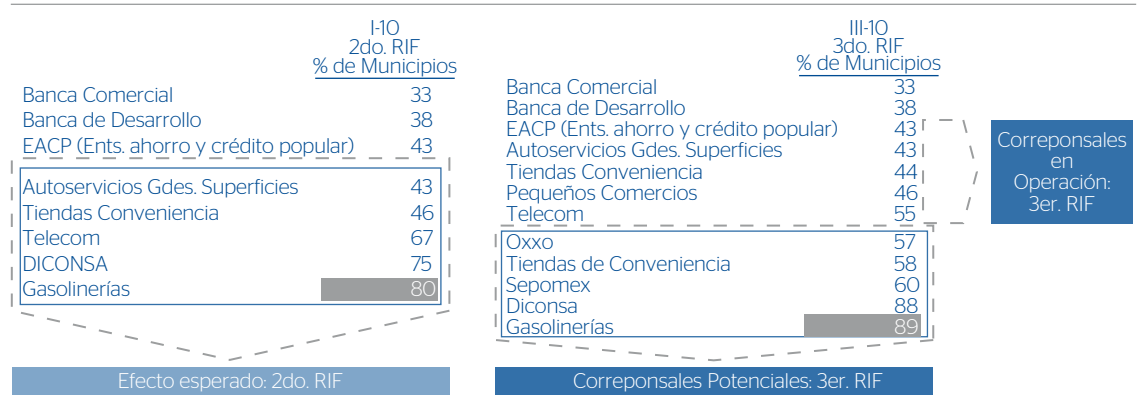 I-10
2do. RIF
% de Municipios
Banca Comercial 33
Banca de Desarrollo 38
EACP (Ents. ahorro y crédito popular) 43
Autoservicios Gdes. Superficies 43
Tiendas Conveniencia 46
Telecom 67
DICONSA 75
Gasolinerías 80
Efecto esperado: 2do. RIF
III-10
3do. RIF
% de Municipios
Banca Comercial 33
Banca de Desarrollo 38
EACP (Ents. ahorro y crédito popular) 43
Autoservicios Gdes. Superficies 43
Tiendas Conveniencia 44
Pequeños Comercios 46
Telecom 55
Oxxo 57
Tiendas de Conveniencia 58
Sepomex 60
Diconsa 88
Gasolinerías 89
Correponsales Potenciales: 3er. RIF
Correponsales
en
Operación:
3er. RIF